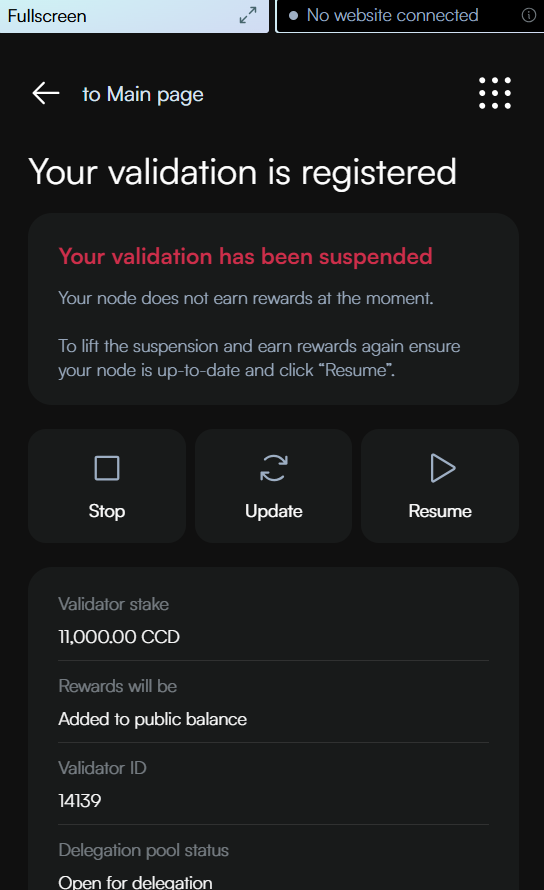 Fullscreen
No website connected
to Main page
Your validation is registered
Your validation has been suspended
Your node does not earn rewards at the moment.
To lift the suspension and earn rewards again ensure
your node is up-to-date and click “Resume”.
Stop
Update
Resume
Validator stake
11,000.00 CCD
Rewards will be
Added to public balance
Validator ID
14139
Delegation pool status
Open for delegation